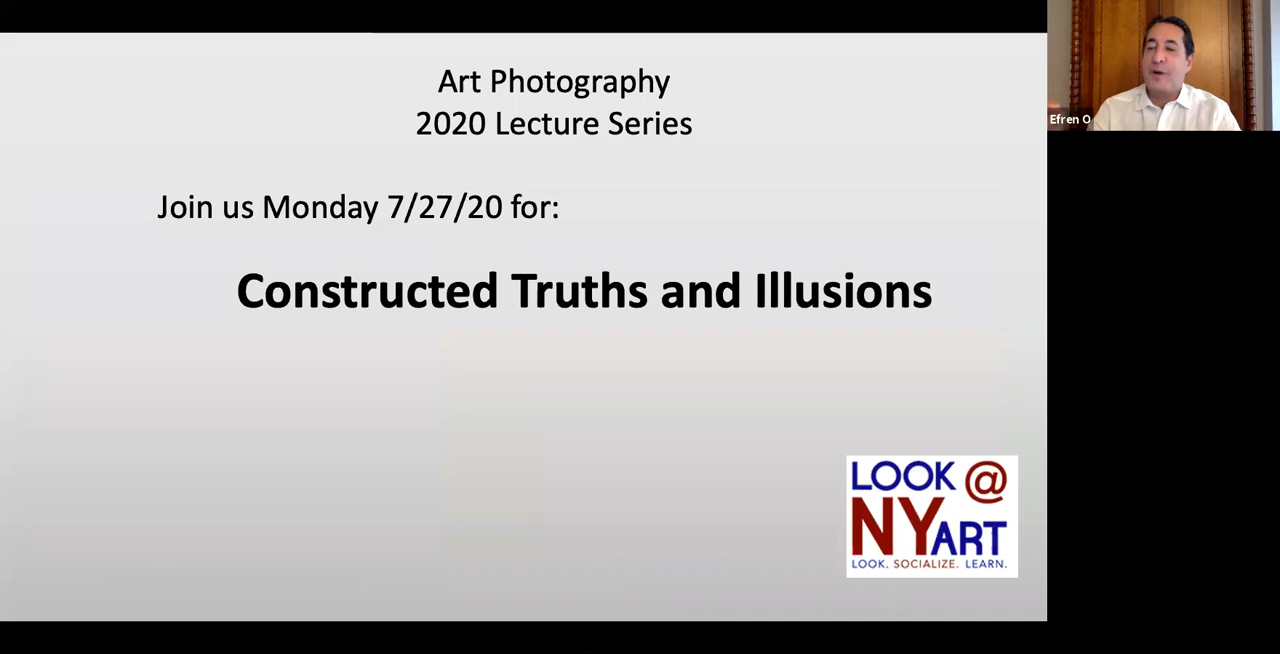 Art Photography
2020 Lecture Series
Join us Monday 7/27/20 for:
Constructed Truths and Illusions
LOOK @
NYART
LOOK. SOCIALIZE. LEARN.
Efren O